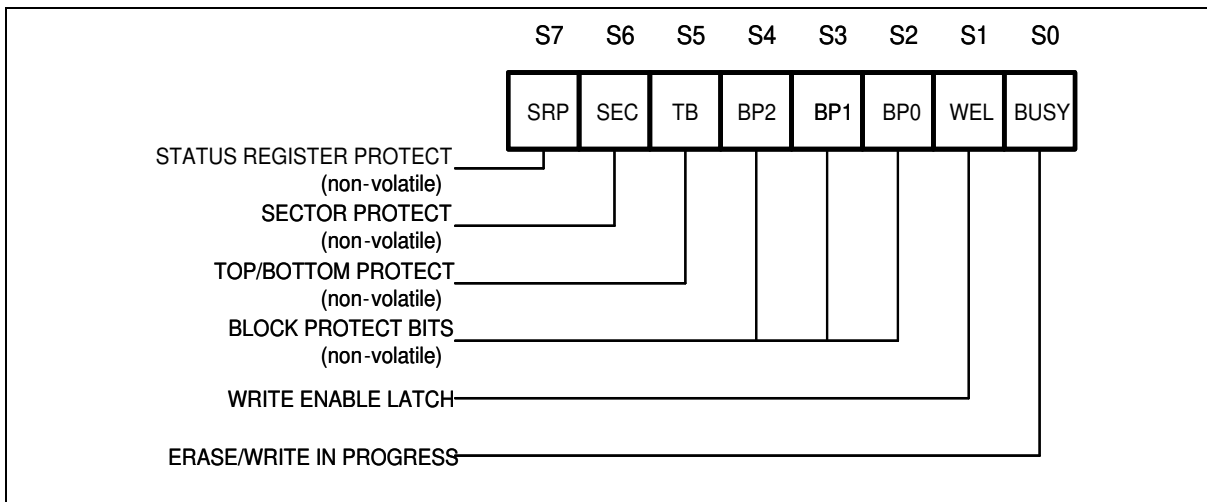 S7 S6 S5 S4 S3 S2 S1 S0
SRP SEC TB BP2 BP1 BP0 WEL BUSY
STATUS REGISTER PROTECT
(non-volatile)
SECTOR PROTECT
(non-volatile)
TOP/BOTTOM PROTECT
(non-volatile)
BLOCK PROTECT BITS
(non-volatile)
WRITE ENABLE LATCH
ERASE/WRITE IN PROGRESS